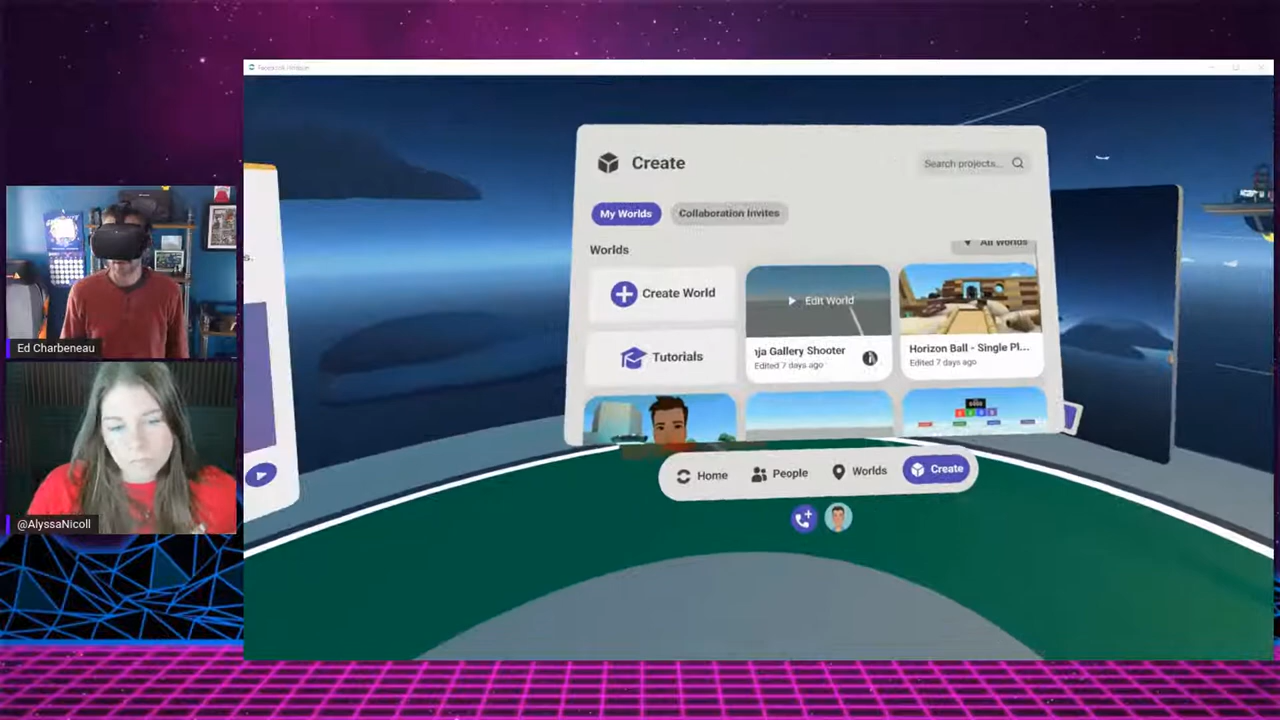 Create
Search projects...
My Worlds
Collaboration Invites
Worlds
All Worlds
Create World
Edit World
Tutorials
nja Gallery Shooter
Edited 7 days ago
Horizon Ball - Single Pl...
Edited 7 days ago
Home
People
Worlds
Create
Ed Charbeneau
@AlyssaNicoll
s.